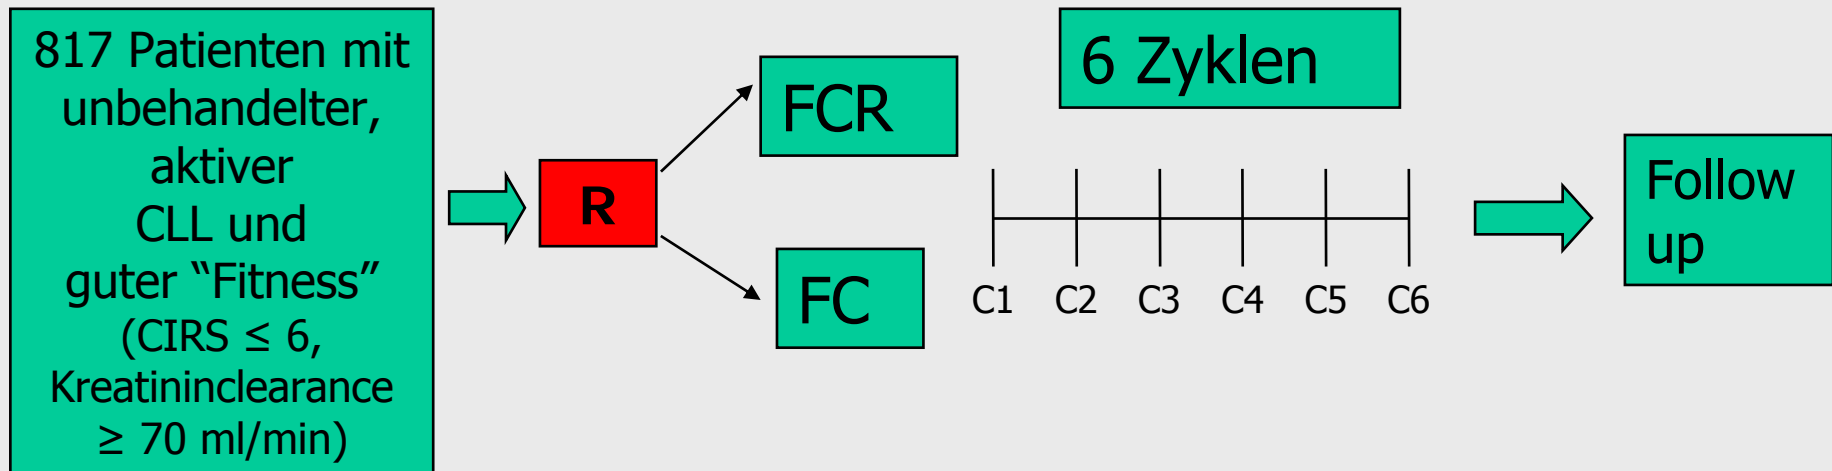 817 Patienten mit
unbehandelter,
aktiver
CLL und
guter “Fitness”
(CIRS ≤ 6,
Kreatininclearance
≥ 70 ml/min)
R
FCR
FC
6 Zyklen
C1 C2 C3 C4 C5 C6
Follow
up